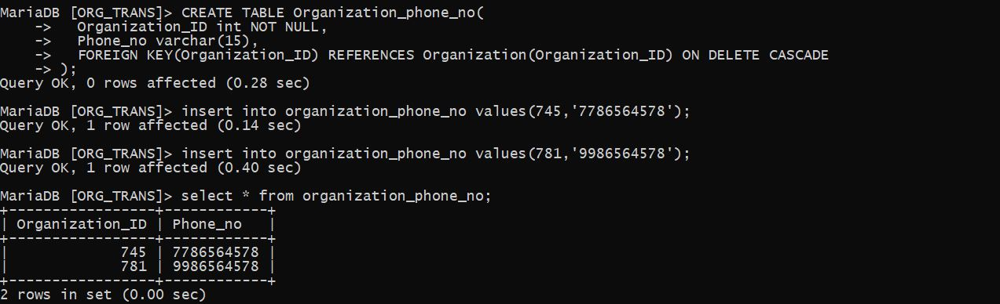 MariaDB [ORG_TRANS]> CREATE TABLE Organization_phone_no(
    ->   Organization_ID int NOT NULL,
    ->   Phone_no varchar(15),
    ->   FOREIGN KEY(Organization_ID) REFERENCES Organization(Organization_ID) ON DELETE CASCADE
    -> );
Query OK, 0 rows affected (0.28 sec)

MariaDB [ORG_TRANS]> insert into organization_phone_no values(745,'7786564578');
Query OK, 1 row affected (0.14 sec)

MariaDB [ORG_TRANS]> insert into organization_phone_no values(781,'9986564578');
Query OK, 1 row affected (0.40 sec)

MariaDB [ORG_TRANS]> select * from organization_phone_no;
+-----------------+------------+
| Organization_ID | Phone_no   |
+-----------------+------------+
|             745 | 7786564578 |
|             781 | 9986564578 |
+-----------------+------------+
2 rows in set (0.00 sec)